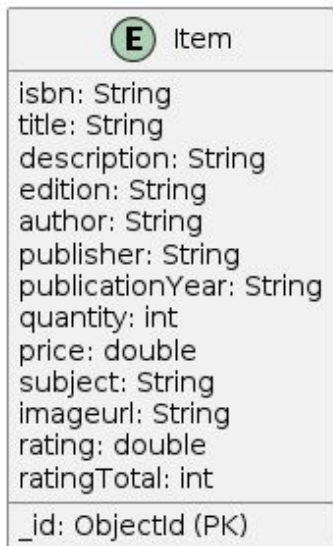 E Item
isbn: String
title: String
description: String
edition: String
author: String
publisher: String
publicationYear: String
quantity: int
price: double
subject: String
imageurl: String
rating: double
ratingTotal: int
_id: ObjectId (PK)